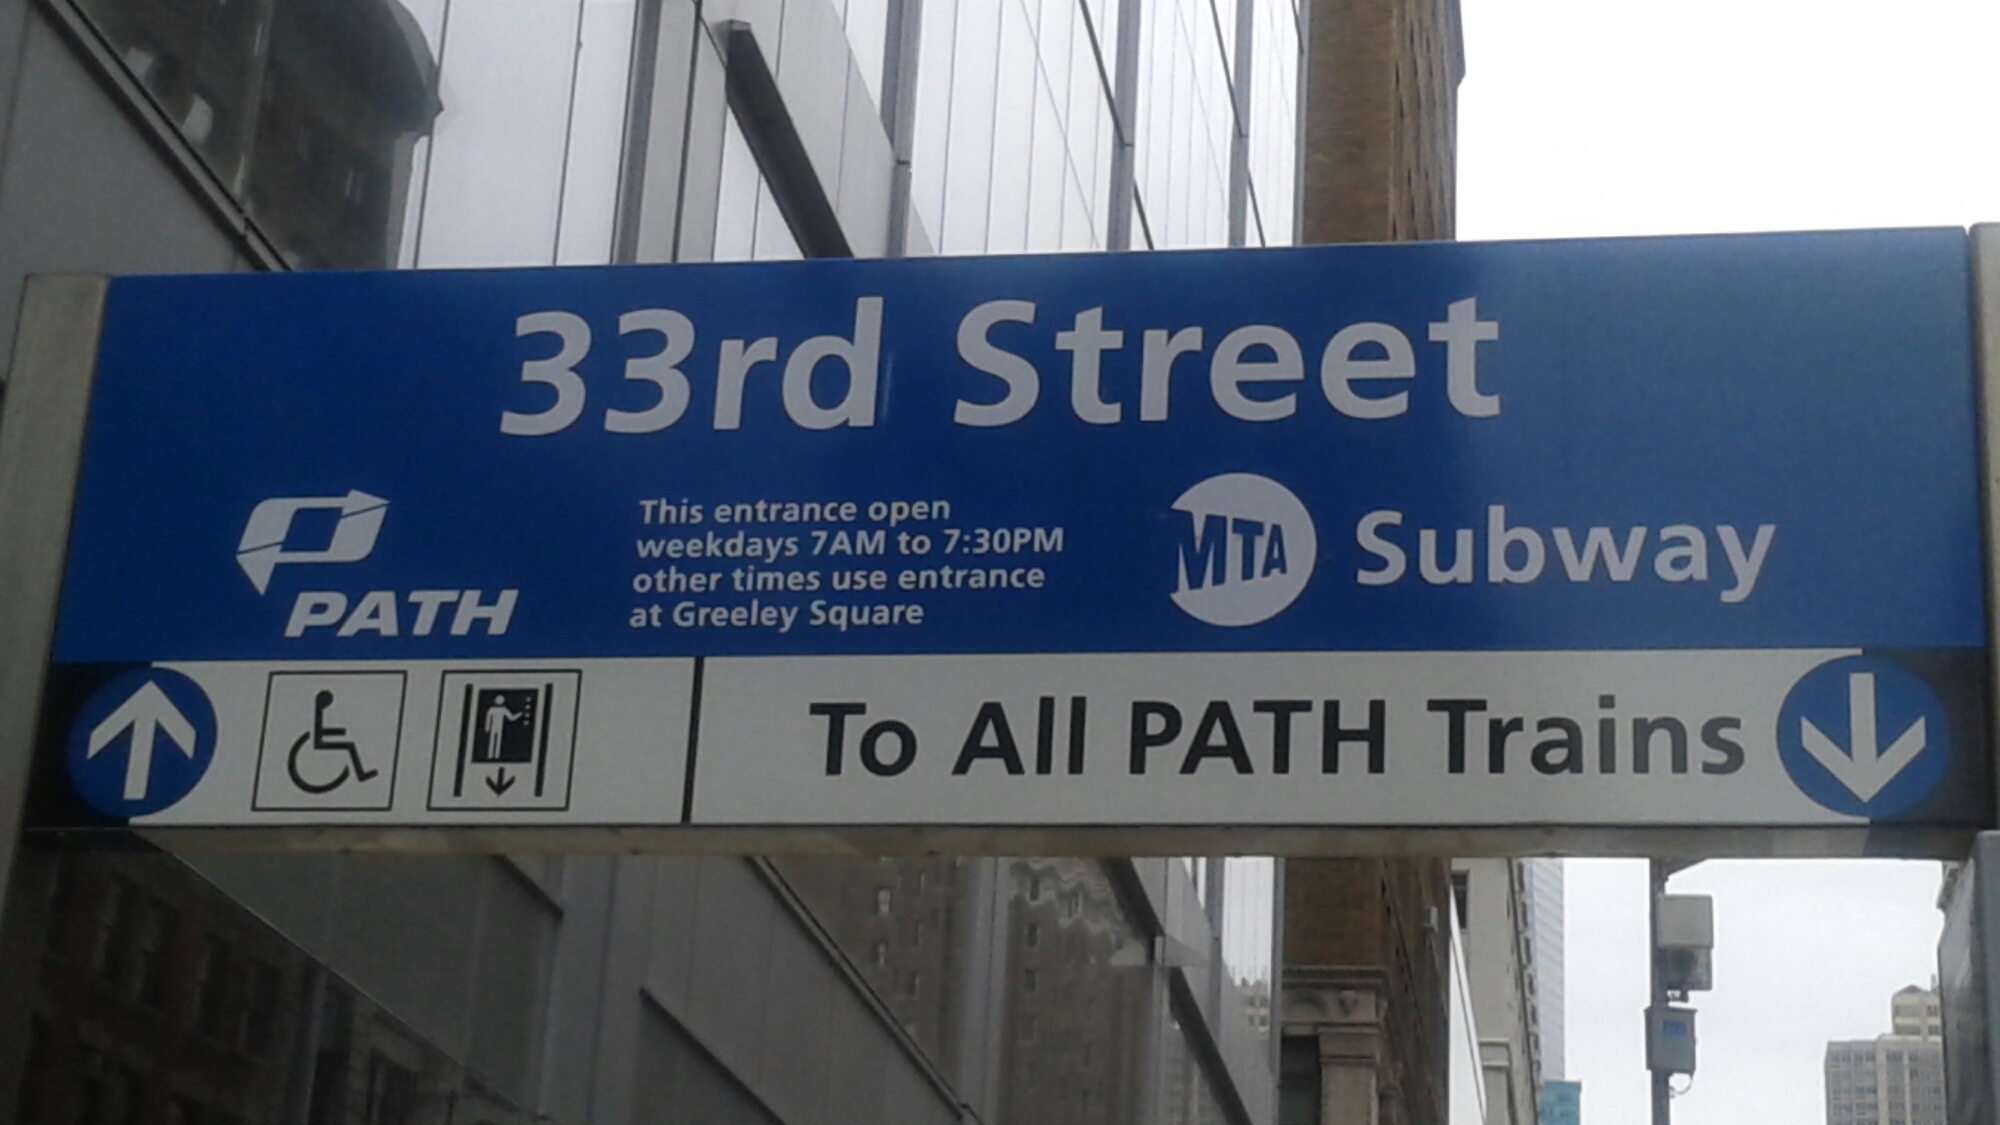 33rd Street
PATH
This entrance open
weekdays 7AM to 7:30PM
other times use entrance
at Greeley Square
MTA Subway
To All PATH Trains